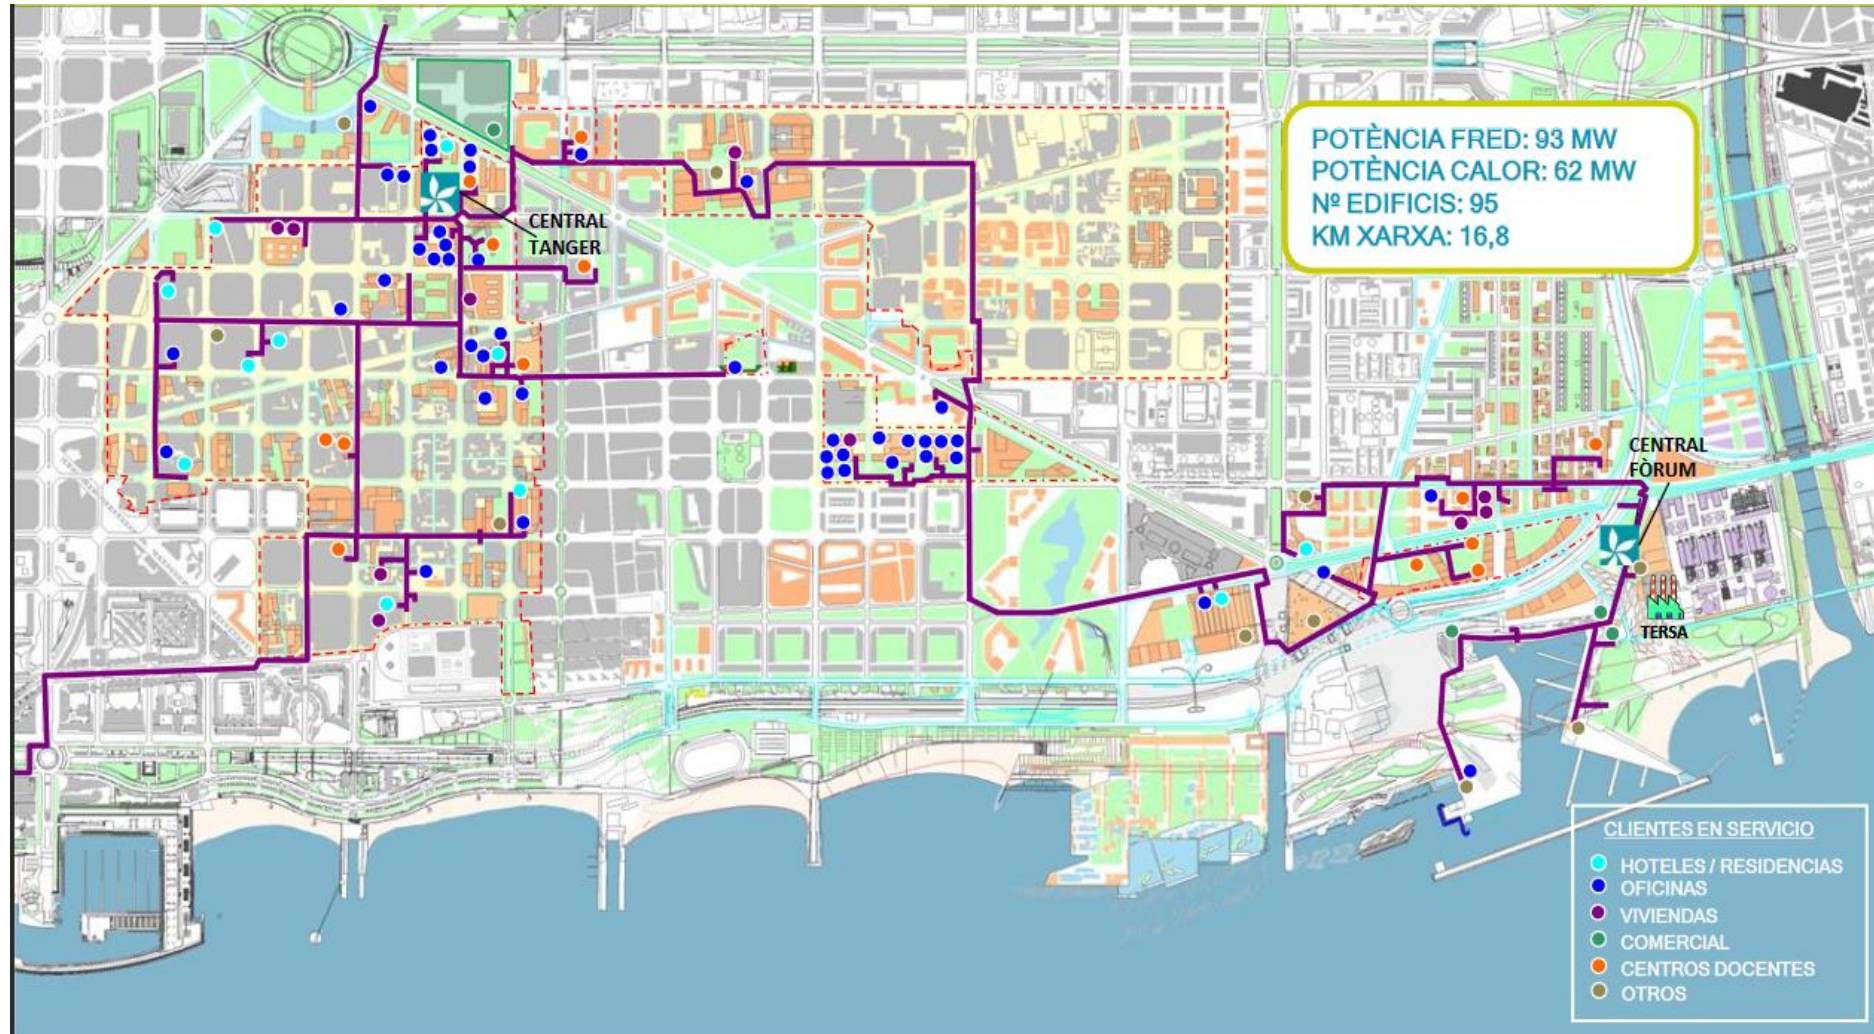 POTÈNCIA FRED: 93 MW
POTÈNCIA CALOR: 62 MW
Nº EDIFICIS: 95
KM XARXA: 16,8
CENTRAL
TANGER
CENTRAL
FÒRUM
TERSA
CLIENTES EN SERVICIO
HOTELES / RESIDENCIAS
OFICINAS
VIVIENDAS
COMERCIAL
CENTROS DOCENTES
OTROS